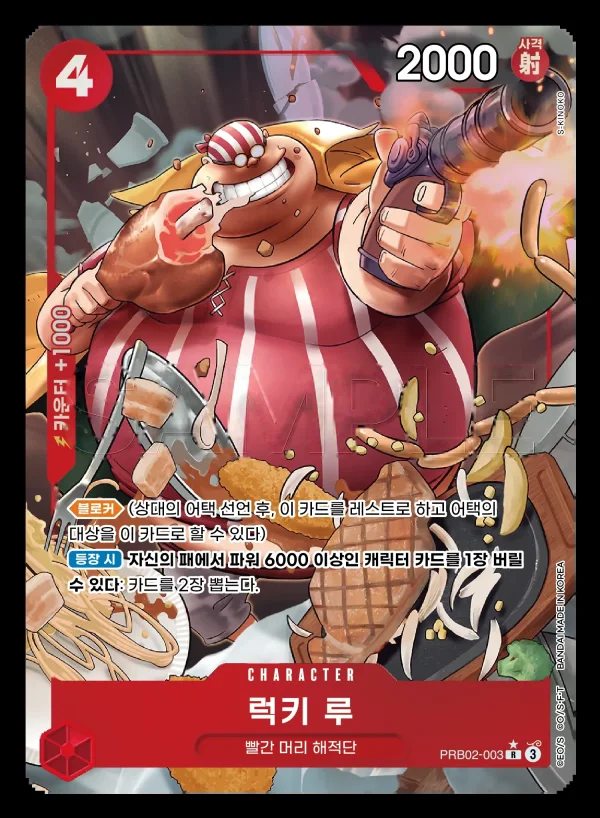 4
2000
사격
射
S-KINOKO
⚡카운터 +1000
SAMPLE
블로커 (상대의 어택 선언 후, 이 카드를 레스트로 하고 어택의
대상을 이 카드로 할 수 있다)
등장 시 자신의 패에서 파워 6000 이상인 캐릭터 카드를 1장 버릴
수 있다: 카드를 2장 뽑는다.
CHARACTER
럭키 루
빨간 머리 해적단
PRB02-003 ★ R 3
©EO/S ©O/S·F·T BANDAI MADE IN KOREA